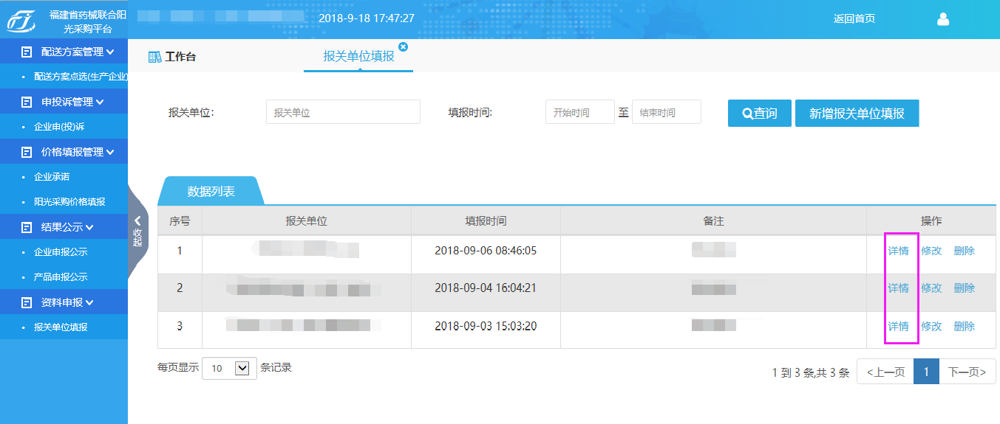 福建省药械联合阳
光采购平台
2018-9-18 17:47:27
返回首页
配送方案管理
配送方案点选(生产企业)
申投诉管理
企业申(投)诉
价格填报管理
企业承诺
阳光采购价格填报
结果公示
企业申报公示
产品申报公示
资料申报
报关单位填报
收起
工作台
报关单位填报
报关单位：
报关单位
填报时间:
开始时间
至
结束时间
查询
新增报关单位填报
数据列表
序号 报关单位 填报时间 备注 操作
1 2018-09-06 08:46:05 详情 修改 删除
2 2018-09-04 16:04:21 详情 修改 删除
3 2018-09-03 15:03:20 详情 修改 删除
每页显示 10 条记录
1 到 3 条,共 3 条
<上一页 1 下一页>